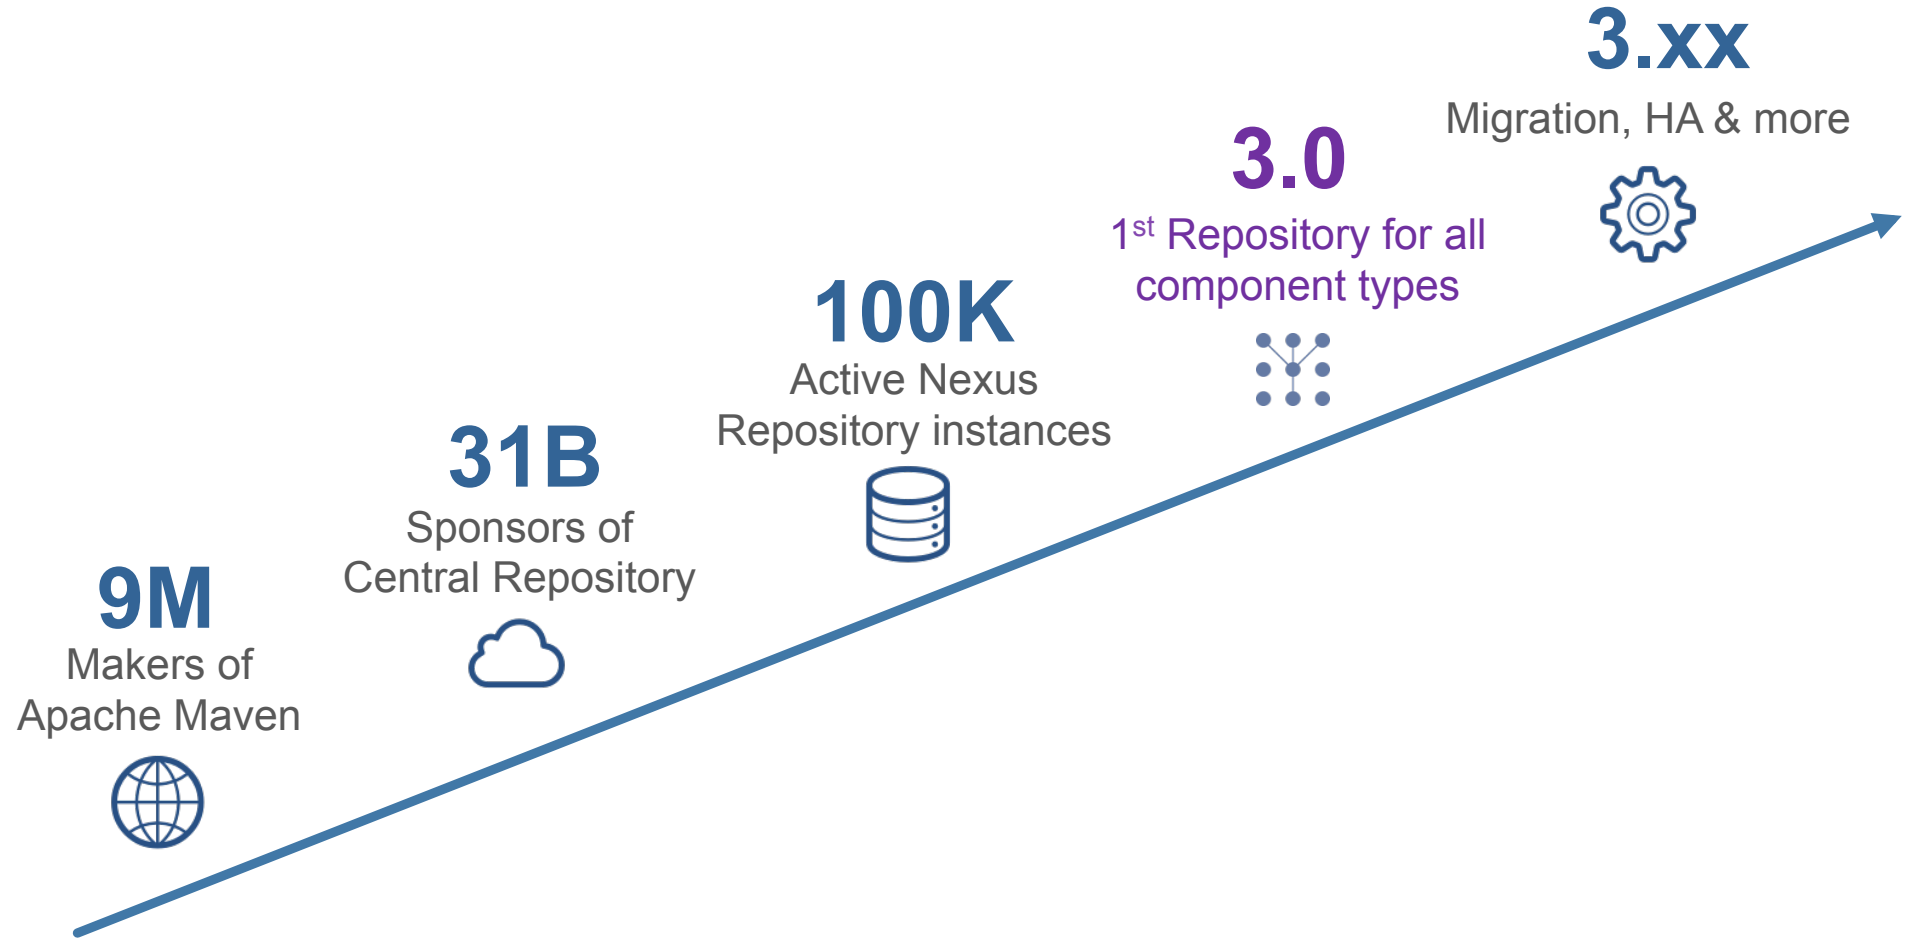 9M
Makers of
Apache Maven
31B
Sponsors of
Central Repository
100K
Active Nexus
Repository instances
3.0
1st Repository for all
component types
3.xx
Migration, HA & more